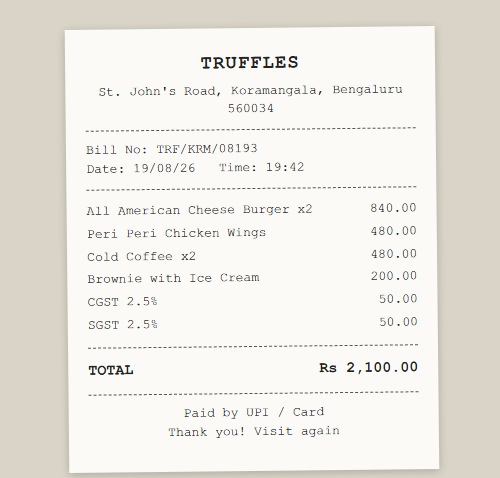 TRUFFLES
St. John's Road, Koramangala, Bengaluru
560034
Bill No: TRF/KRM/08193
Date: 19/08/26 Time: 19:42
All American Cheese Burger x2 840.00
Peri Peri Chicken Wings 480.00
Cold Coffee x2 480.00
Brownie with Ice Cream 200.00
CGST 2.5% 50.00
SGST 2.5% 50.00
TOTAL Rs 2,100.00
Paid by UPI / Card
Thank you! Visit again